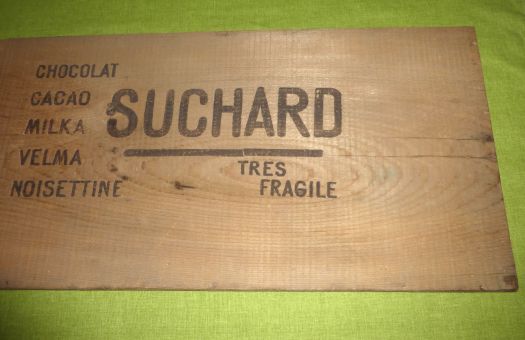 CHOCOLAT
CACAO
MILKA
VELMA
NOISETTINE
SUCHARD
TRES
FRAGILE